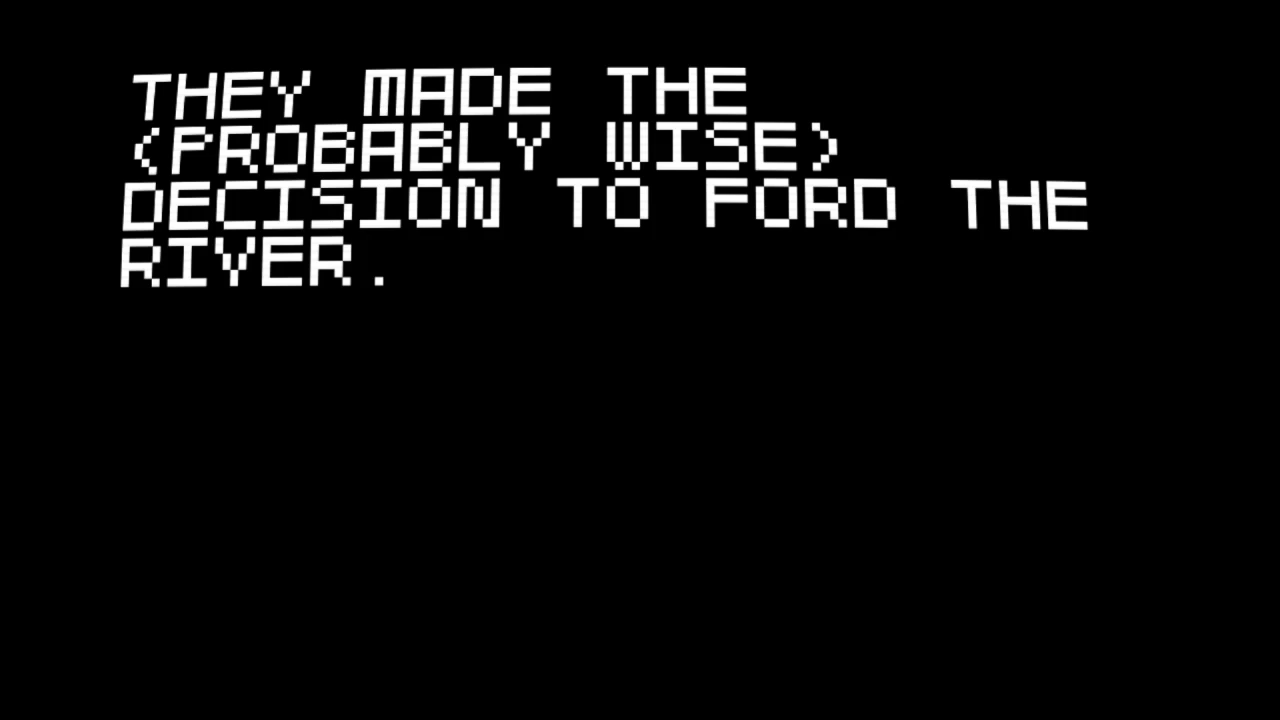 THEY MADE THE
(PROBABLY WISE)
DECISION TO FORD THE
RIVER.